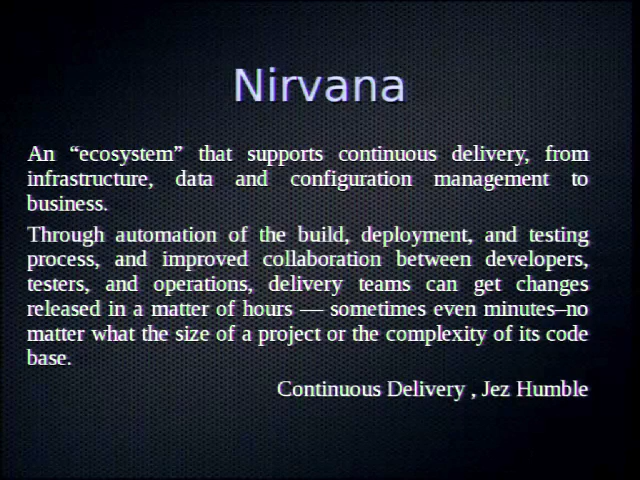 Nirvana
An “ecosystem” that supports continuous delivery, from
infrastructure, data and configuration management to
business.
Through automation of the build, deployment, and testing
process, and improved collaboration between developers,
testers, and operations, delivery teams can get changes
released in a matter of hours — sometimes even minutes–no
matter what the size of a project or the complexity of its code
base.
Continuous Delivery , Jez Humble